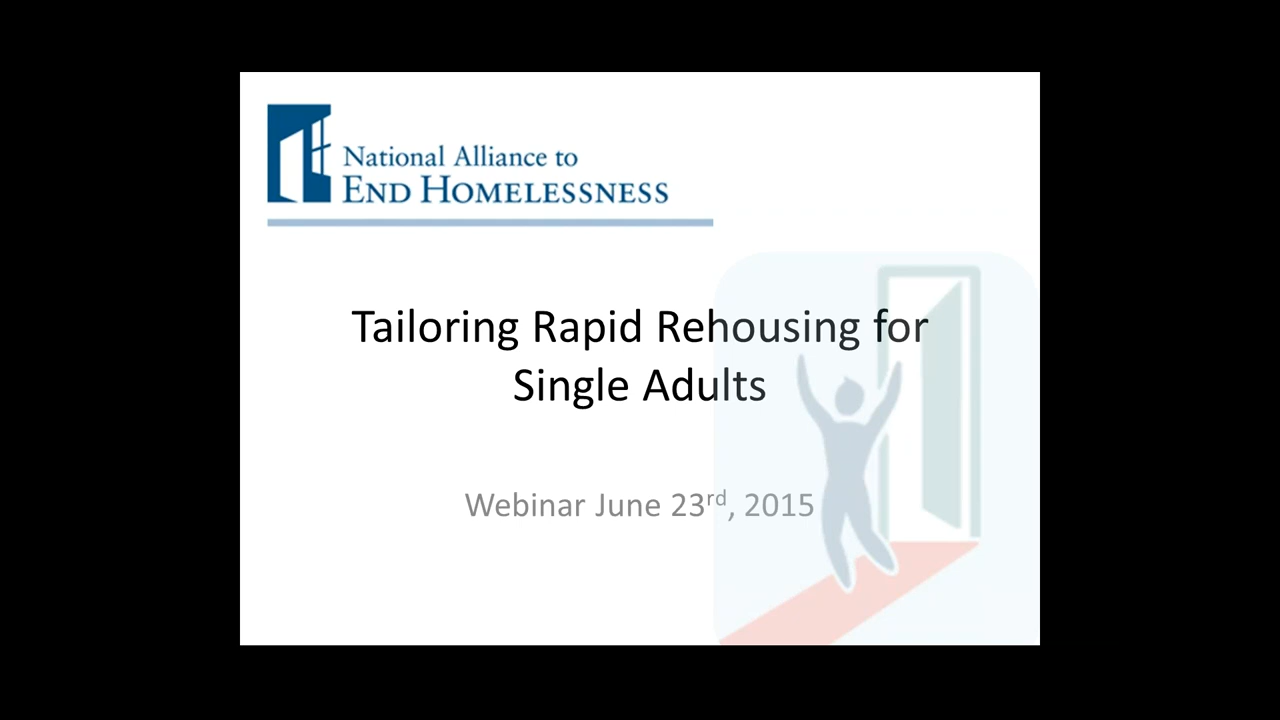 National Alliance to
END HOMELESSNESS
Tailoring Rapid Rehousing for
Single Adults
Webinar June 23rd, 2015